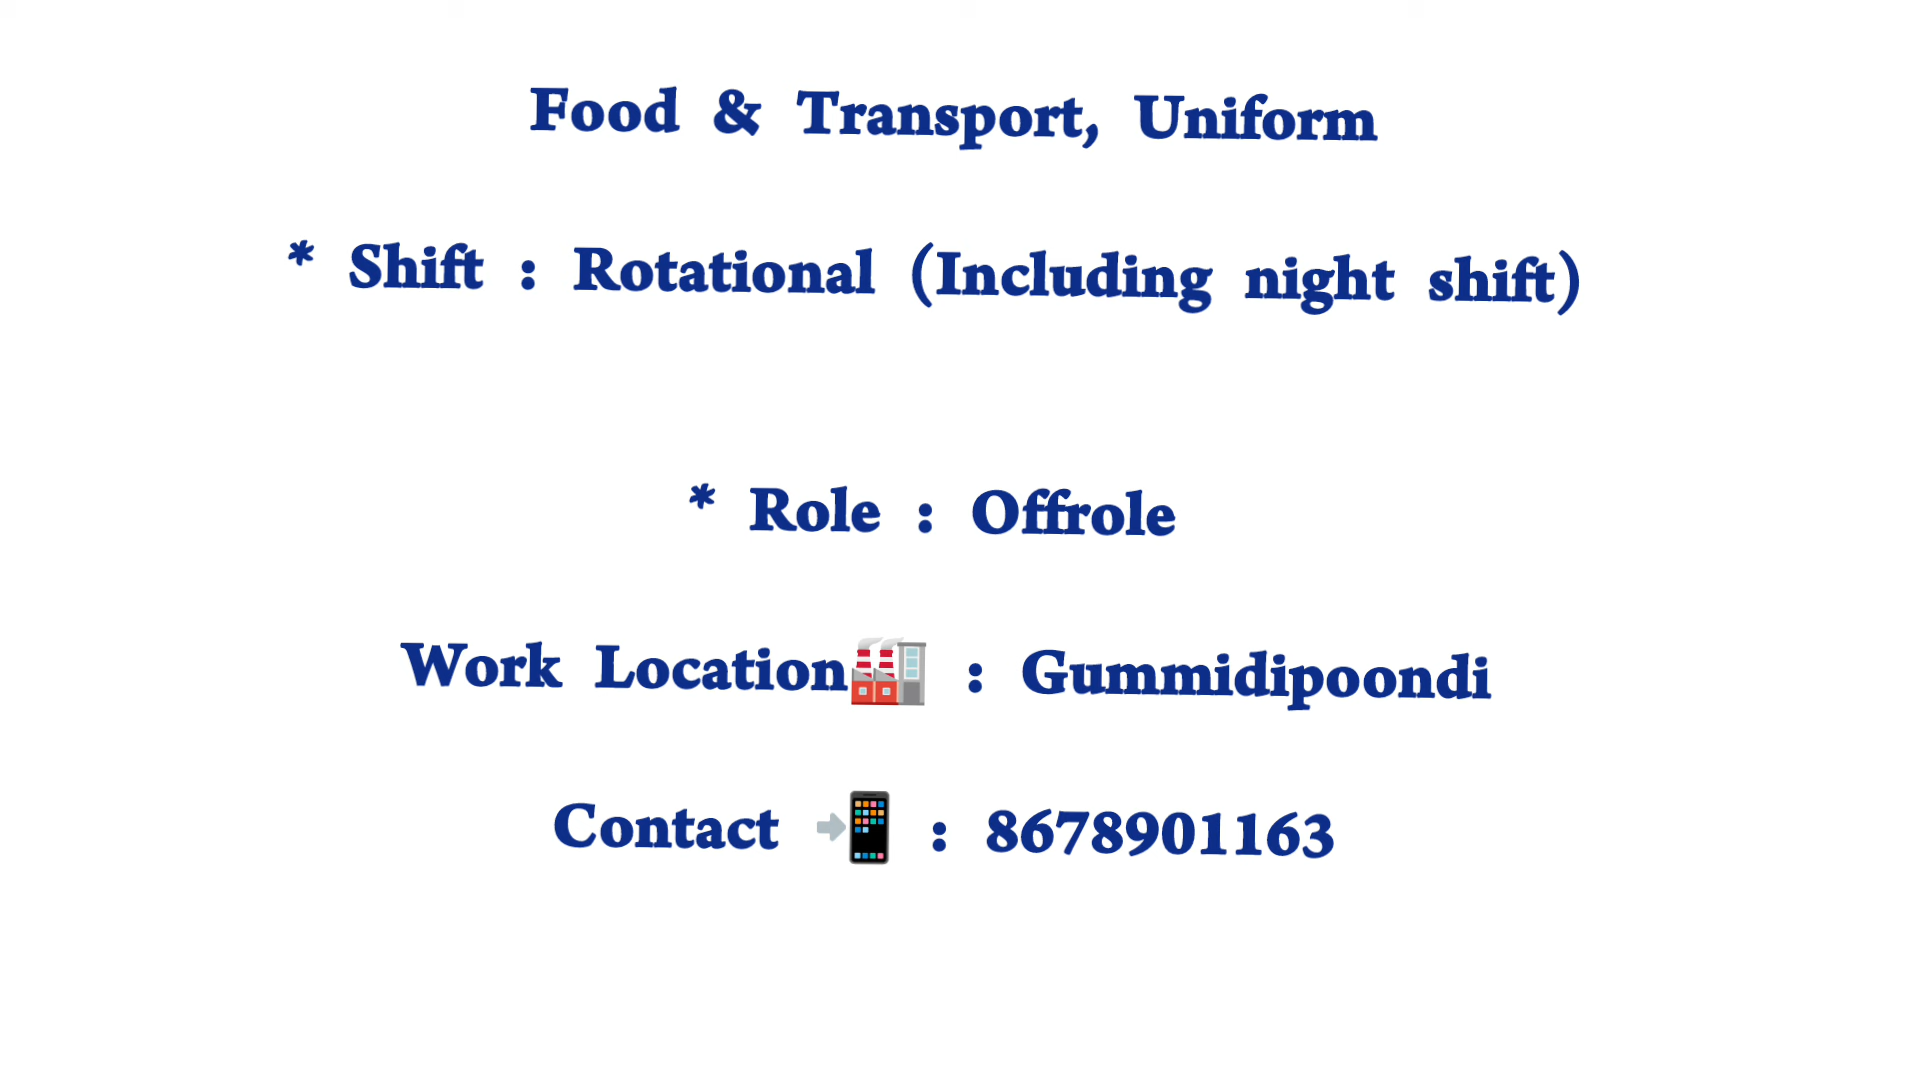 Food & Transport, Uniform
* Shift : Rotational (Including night shift)
* Role : Offrole
Work Location🏭 : Gummidipoondi
Contact 📲 : 8678901163